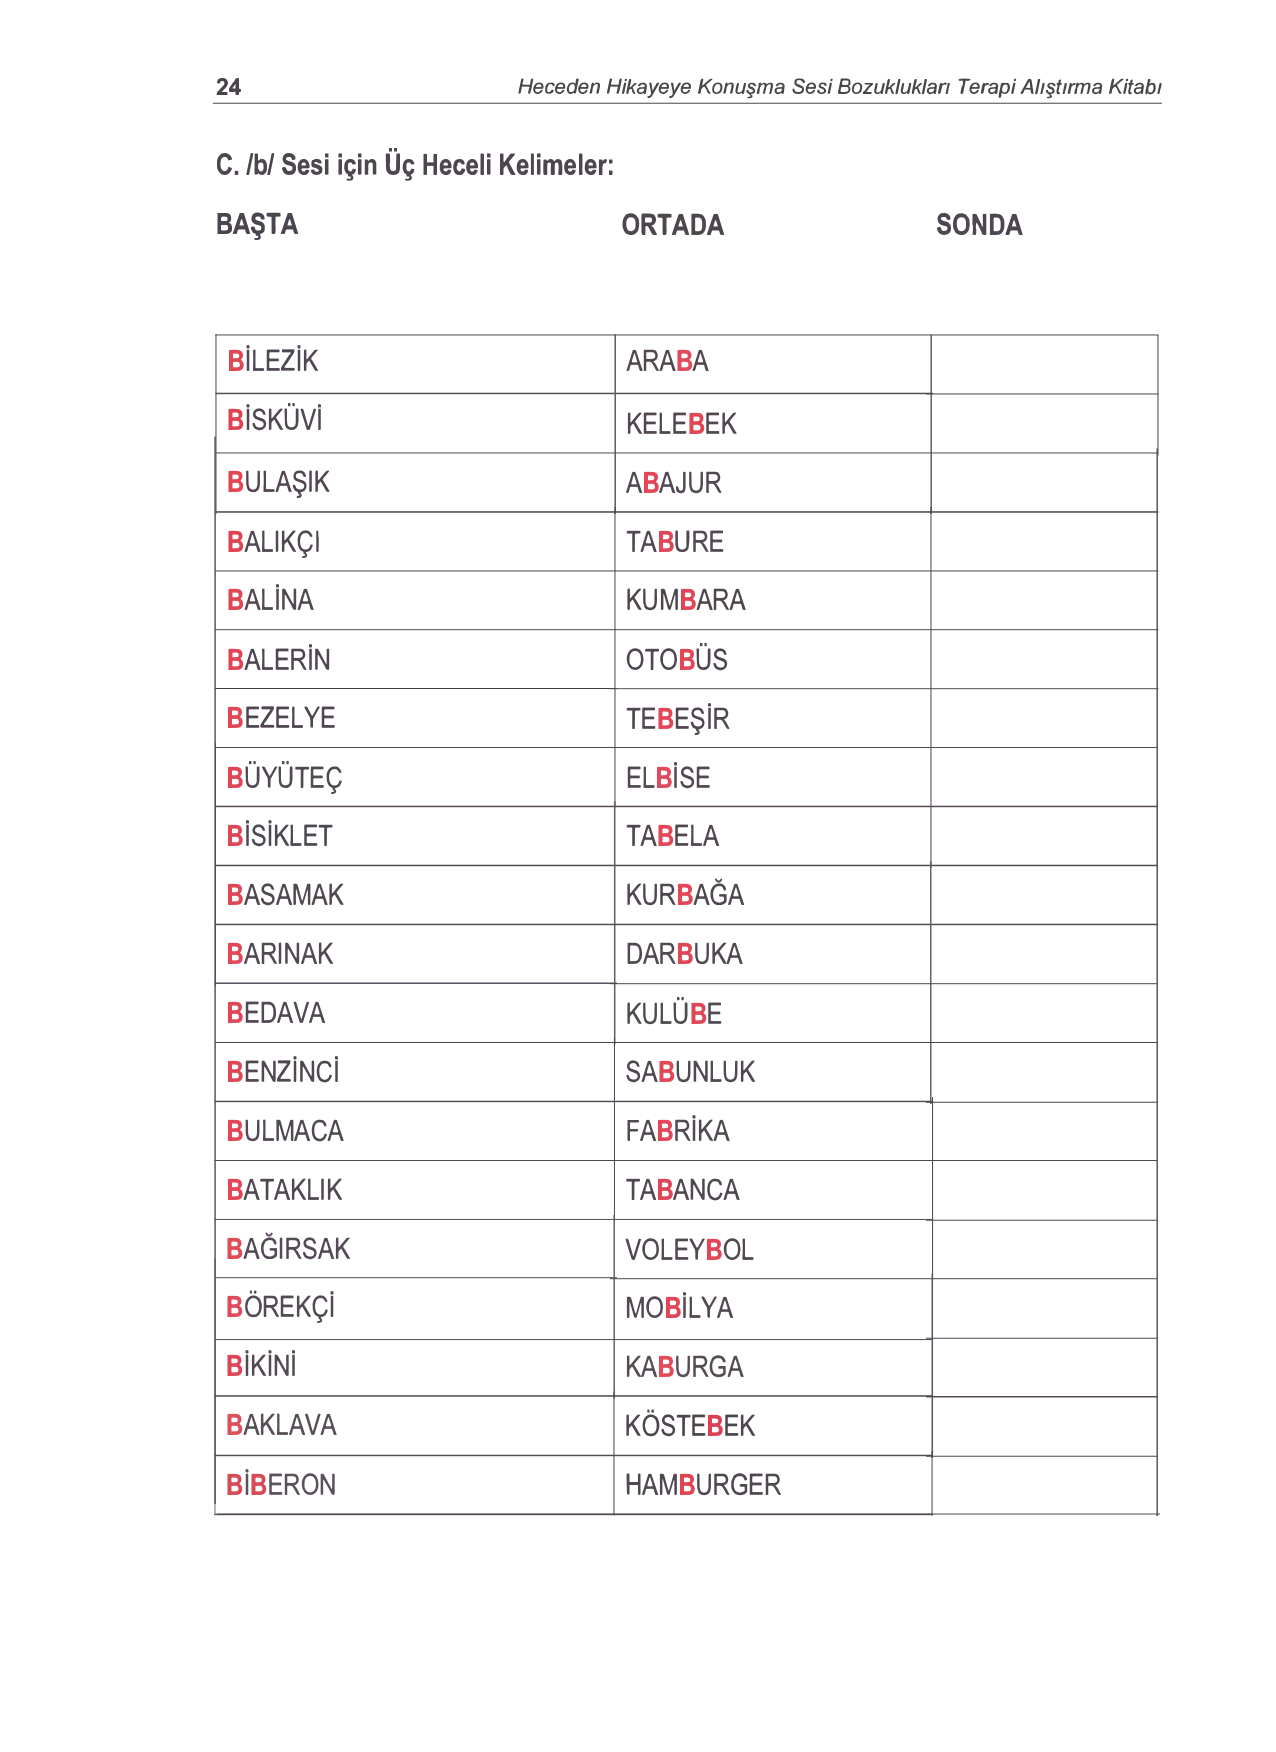 24 Heceden Hikayeye Konuşma Sesi Bozuklukları Terapi Alıştırma Kitabı
C. /b/ Sesi için Üç Heceli Kelimeler:
BAŞTA ORTADA SONDA
BİLEZİK ARABA
BİSKÜVİ KELEBEK
BULAŞIK ABAJUR
BALIKÇI TABURE
BALİNA KUMBARA
BALERİN OTOBÜS
BEZELYE TEBEŞİR
BÜYÜTEÇ ELBİSE
BİSİKLET TABELA
BASAMAK KURBAĞA
BARINAK DARBUKA
BEDAVA KULÜBE
BENZİNCİ SABUNLUK
BULMACA FABRİKA
BATAKLIK TABANCA
BAĞIRSAK VOLEYBOL
BÖREKÇİ MOBİLYA
BİKİNİ KABURGA
BAKLAVA KÖSTEBEK
BİBERON HAMBURGER